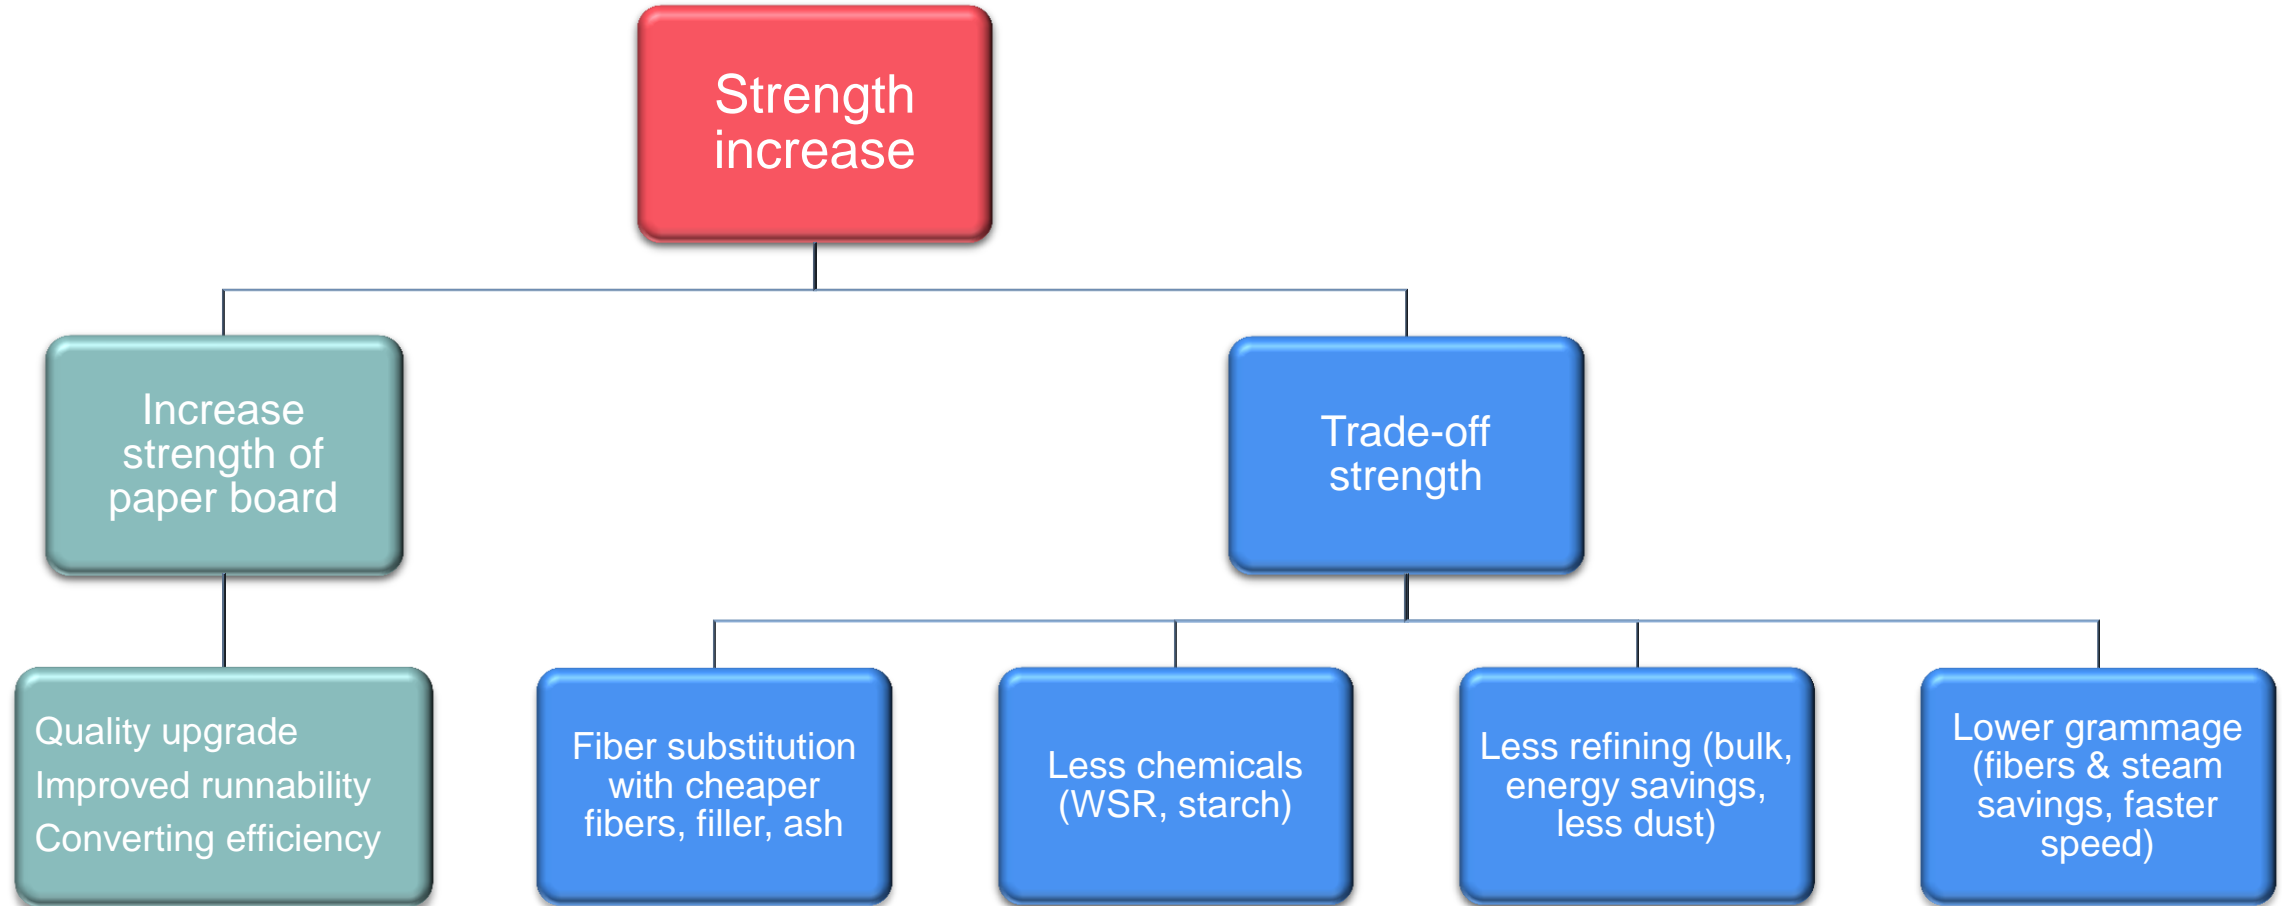 Strength
increase
Increase
strength of
paper board
Trade-off
strength
Quality upgrade
Improved runnability
Converting efficiency
Fiber substitution
with cheaper
fibers, filler, ash
Less chemicals
(WSR, starch)
Less refining (bulk,
energy savings,
less dust)
Lower grammage
(fibers & steam
savings, faster
speed)